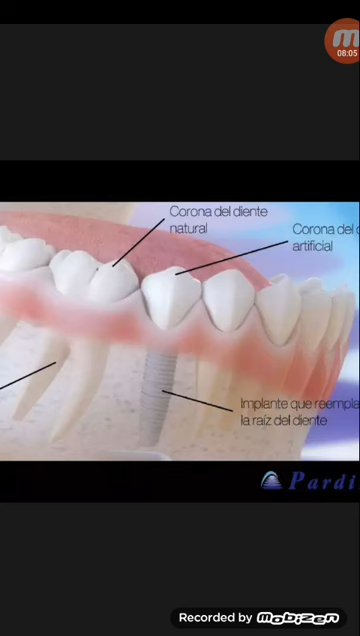 08:05
Corona del diente
natural
Corona del
artificial
Implante que reempla
la raíz del diente
Pardi
Recorded by Mobizen